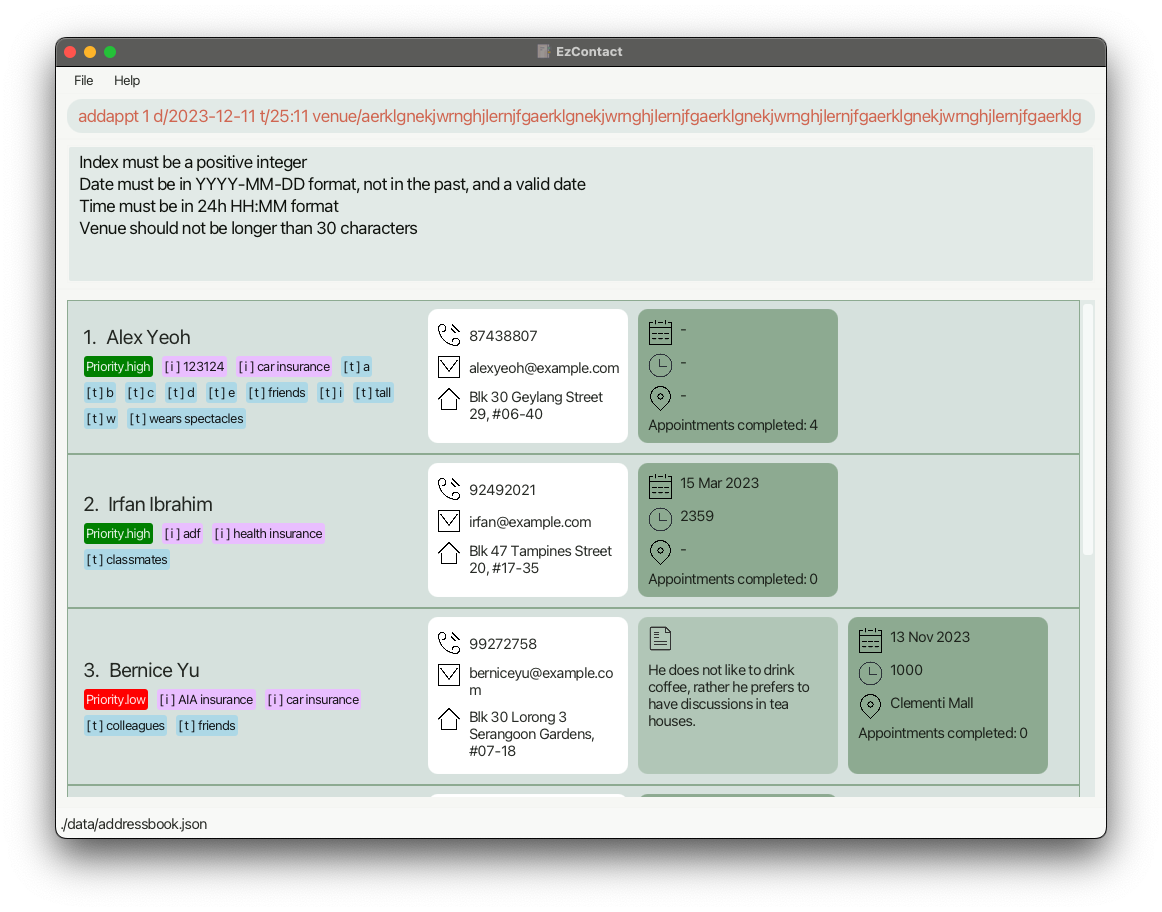 EzContact
File Help
addappt 1 d/2023-12-11 t/25:11 venue/aerklgnekjwrnghjlernjfgaerklgnekjwrnghjlernjfgaerklgnekjwrnghjlernjfgaerklgnekjwrnghjlernjfgaerklg
Index must be a positive integer
Date must be in YYYY-MM-DD format, not in the past, and a valid date
Time must be in 24h HH:MM format
Venue should not be longer than 30 characters
1. Alex Yeoh
Priority.high [i] 123124 [i] car insurance [t] a
[t] b [t] c [t] d [t] e [t] friends [t] i [t] tall
[t] w [t] wears spectacles
87438807
alexyeoh@example.com
Blk 30 Geylang Street
29, #06-40
-
-
-
Appointments completed: 4
2. Irfan Ibrahim
Priority.high [i] adf [i] health insurance
[t] classmates
92492021
irfan@example.com
Blk 47 Tampines Street
20, #17-35
15 Mar 2023
2359
-
Appointments completed: 0
3. Bernice Yu
Priority.low [i] AIA insurance [i] car insurance
[t] colleagues [t] friends
99272758
berniceyu@example.co
m
Blk 30 Lorong 3
Serangoon Gardens,
#07-18
He does not like to drink
coffee, rather he prefers to
have discussions in tea
houses.
13 Nov 2023
1000
Clementi Mall
Appointments completed: 0
./data/addressbook.json